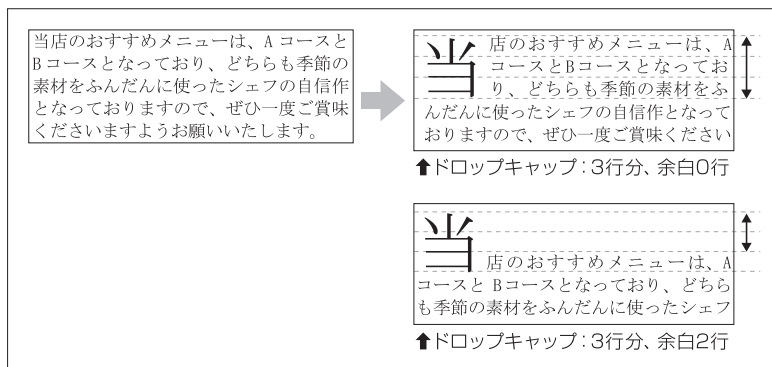 当店のおすすめメニューは、Aコースと
Bコースとなっており、どちらも季節の
素材をふんだんに使ったシェフの自信作
となっておりますので、ぜひ一度ご賞味
くださいますようお願いいたします。
当
店のおすすめメニューは、A
コースとBコースとなってお
り、どちらも季節の素材をふ
んだんに使ったシェフの自信作となって
おりますので、ぜひ一度ご賞味ください
⬆ドロップキャップ：3行分、余白0行
当
店のおすすめメニューは、A
コースと Bコースとなっており、どちら
も季節の素材をふんだんに使ったシェフ
⬆ドロップキャップ：3行分、余白2行